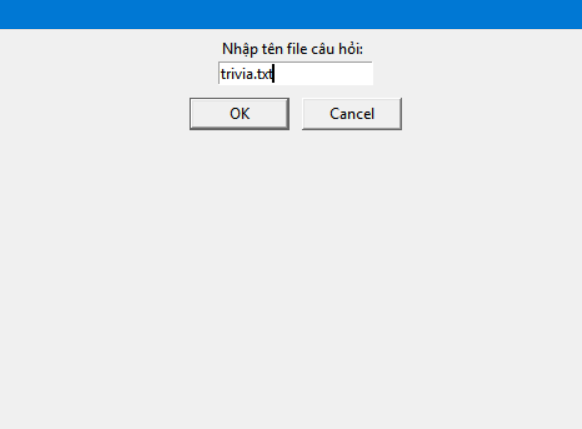 Nhập tên file câu hỏi:
trivia.txt
OK
Cancel